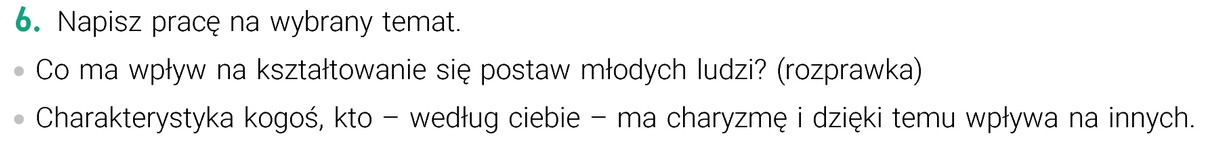 6. Napisz pracę na wybrany temat.
• Co ma wpływ na kształtowanie się postaw młodych ludzi? (rozprawka)
• Charakterystyka kogoś, kto – według ciebie – ma charyzmę i dzięki temu wpływa na innych.